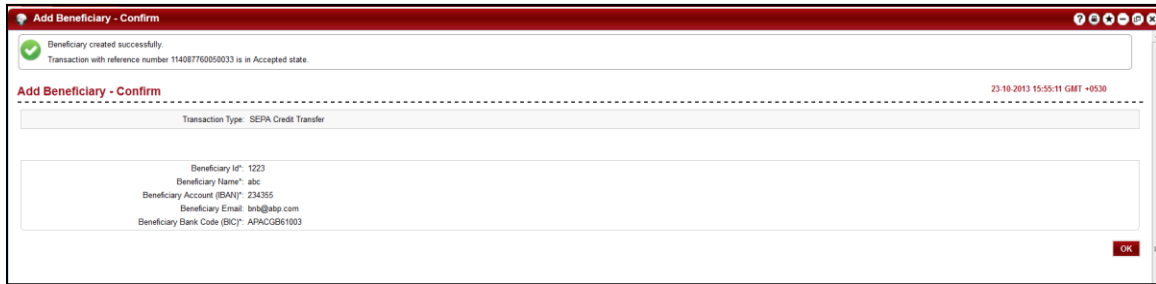 Add Beneficiary - Confirm
Beneficiary created successfully.
Transaction with reference number 114087760050033 is in Accepted state.
Add Beneficiary - Confirm
23-10-2013 15:55:11 GMT +0530
Transaction Type: SEPA Credit Transfer
Beneficiary Id*: 1223
Beneficiary Name*: abc
Beneficiary Account (IBAN)*: 234355
Beneficiary Email: bnb@abp.com
Beneficiary Bank Code (BIC)*: APACGB61003
OK